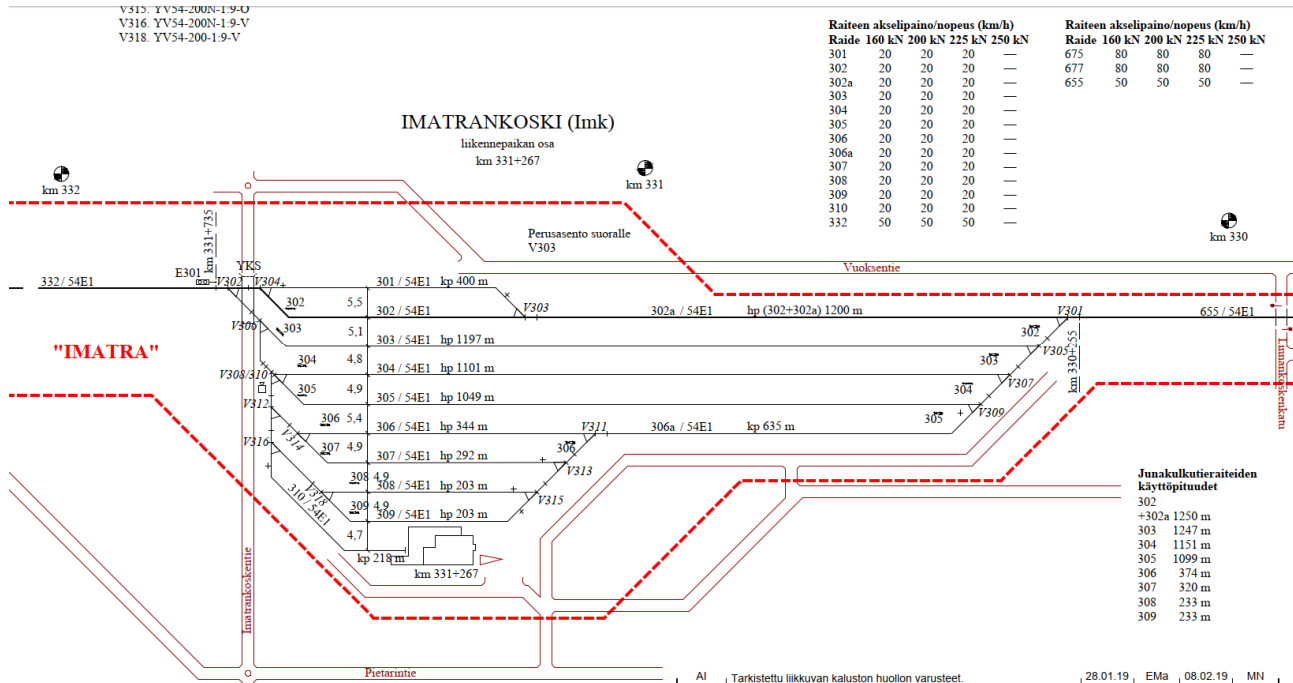 V315. YV54-200N-1:9-O
V316. YV54-200N-1:9-V
V318. YV54-200-1:9-V
Raiteen akselipaino/nopeus (km/h)
Raide 160 kN 200 kN 225 kN 250 kN
301 20 20 20 —
302 20 20 20 —
302a 20 20 20 —
303 20 20 20 —
304 20 20 20 —
305 20 20 20 —
306 20 20 20 —
306a 20 20 20 —
307 20 20 20 —
308 20 20 20 —
309 20 20 20 —
310 20 20 20 —
332 50 50 50 —
Raiteen akselipaino/nopeus (km/h)
Raide 160 kN 200 kN 225 kN 250 kN
675 80 80 80 —
677 80 80 80 —
655 50 50 50 —
IMATRANKOSKI (Imk)
liikennepaikan osa
km 331+267
km 332
km 331
km 330
Perusasento suoralle
V303
km 331+735
YKS
E301
V302
V304
Vuoksentie
332 / 54E1
301 / 54E1 kp 400 m
302
5,5
302 / 54E1
V303
302a / 54E1
hp (302+302a) 1200 m
V301
655 / 54E1
V306
303
5,1
303 / 54E1 hp 1197 m
302
V305
"IMATRA"
304
4,8
304 / 54E1 hp 1101 m
303
V307
km 330+255
Linnankoskenkatu
V308/310
305
4,9
305 / 54E1 hp 1049 m
304
V309
V312
306 5,4
306 / 54E1 hp 344 m
V311
306a / 54E1
kp 635 m
305
V316
V314
307 4,9
307 / 54E1 hp 292 m
306
V313
308 4,9
308 / 54E1 hp 203 m
V315
310 / 54E1
V318
309 4,9
309 / 54E1 hp 203 m
4,7
kp 218 m
km 331+267
Imatrankoskentie
Pietarintie
Junakulkutieraiteiden
käyttöpituudet
302
+302a 1250 m
303 1247 m
304 1151 m
305 1099 m
306 374 m
307 320 m
308 233 m
309 233 m
AI Tarkistettu liikkuvan kaluston huollon varusteet. 28.01.19 EMa 08.02.19 MN